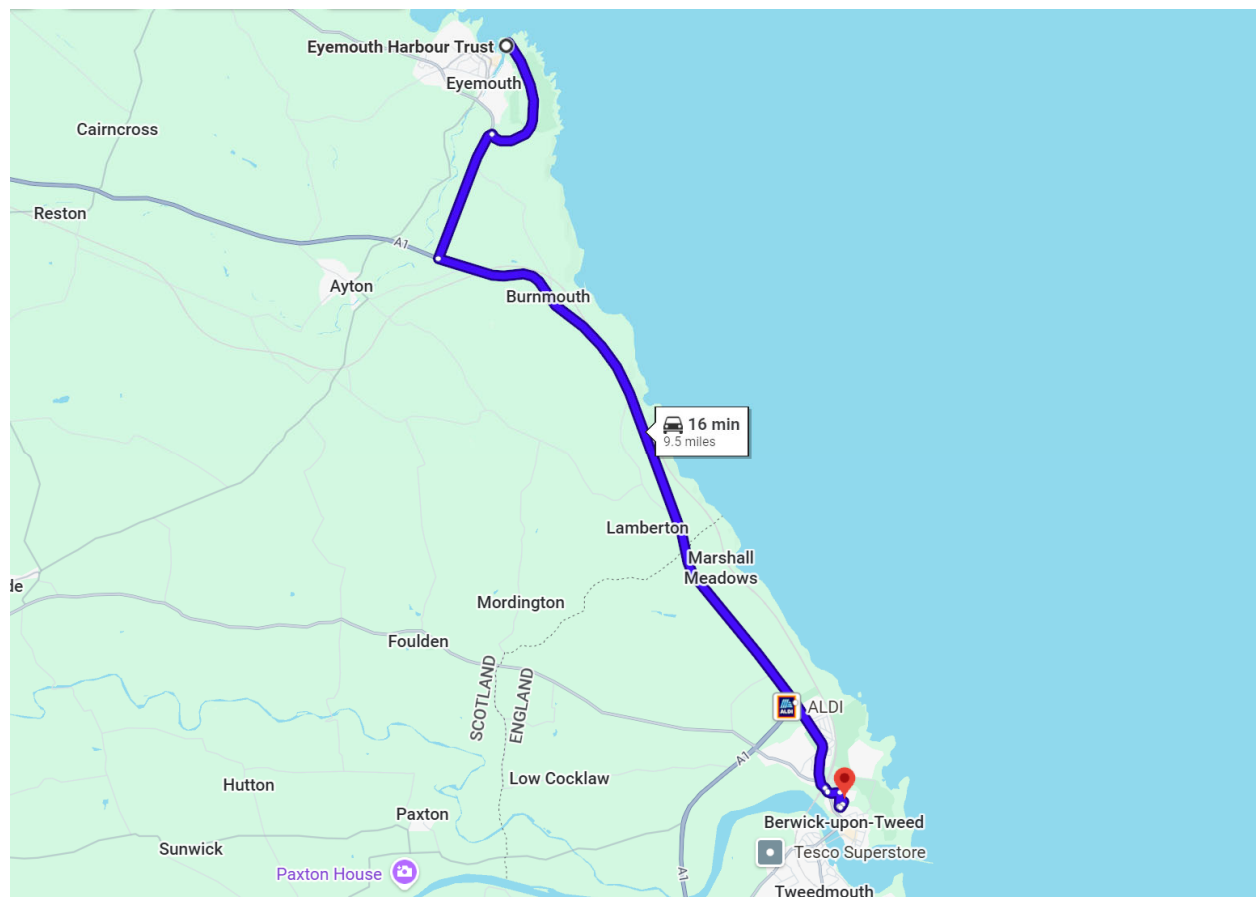 Eyemouth Harbour Trust
Eyemouth
Cairncross
Reston
A1
Ayton
Burnmouth
16 min
9.5 miles
Lamberton
Marshall
Meadows
de
Mordington
Foulden
SCOTLAND
ENGLAND
ALDI
ALDI
A1
Low Cocklaw
Hutton
Paxton
Berwick-upon-Tweed
Sunwick
Tesco Superstore
Paxton House
A1
Tweedmouth